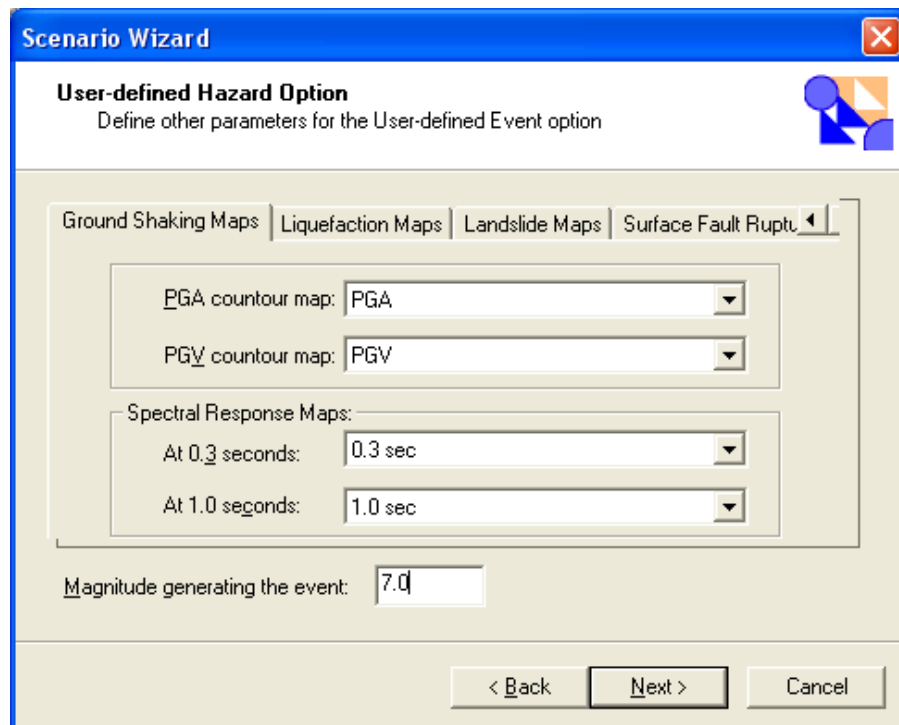 Scenario Wizard
User-defined Hazard Option
Define other parameters for the User-defined Event option
Ground Shaking Maps Liquefaction Maps Landslide Maps Surface Fault Ruptu
PGA countour map: PGA
PGV countour map: PGV
Spectral Response Maps:
At 0.3 seconds: 0.3 sec
At 1.0 seconds: 1.0 sec
Magnitude generating the event: 7.0
< Back Next > Cancel